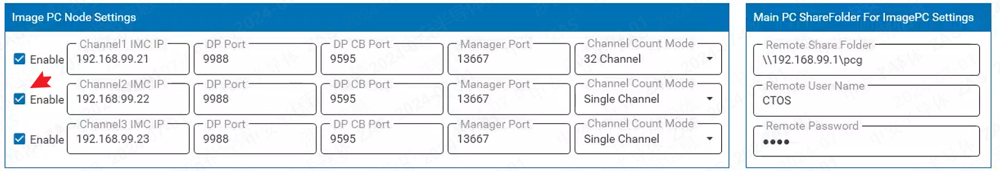 Image PC Node Settings
Enable
Channel1 IMC IP
192.168.99.21
DP Port
9988
DP CB Port
9595
Manager Port
13667
Channel Count Mode
32 Channel
Enable
Channel2 IMC IP
192.168.99.22
DP Port
9988
DP CB Port
9595
Manager Port
13667
Channel Count Mode
Single Channel
Enable
Channel3 IMC IP
192.168.99.23
DP Port
9988
DP CB Port
9595
Manager Port
13667
Channel Count Mode
Single Channel
Main PC ShareFolder For ImagePC Settings
Remote Share Folder
\\192.168.99.1\pcg
Remote User Name
CTOS
Remote Password
••••